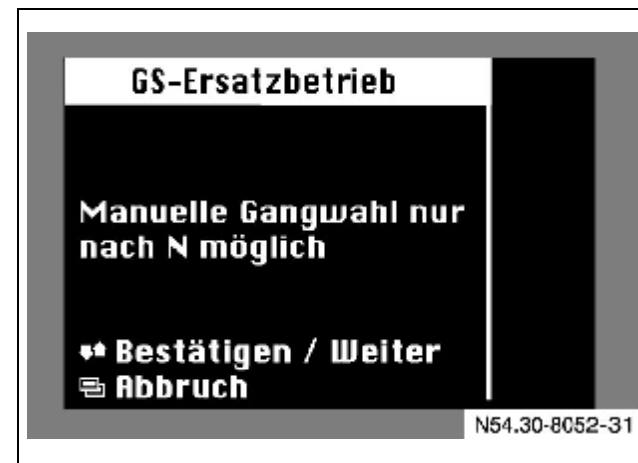 GS-Ersatzbetrieb
Manuelle Gangwahl nur
nach N möglich
Bestätigen / Weiter
Abbruch
N54.30-8052-31